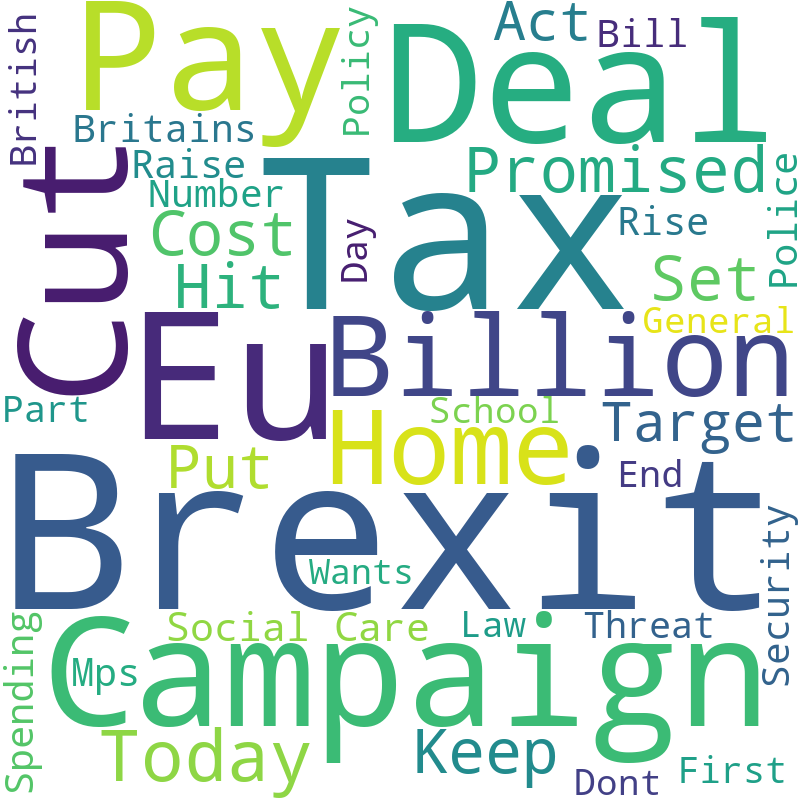 British
Pay
Policy
Deal
Act
Bill
Britains
Raise
Number
Cut
Tax
Promised
Police
Cost
Day
Rise
Hit
Set
Eu
Billion
General
Part
Home
School
Target
Put
End
Brexit
Wants
Security
Spending
Social
Care
Law
Threat
Campaign
Mps
Today
Keep
Dont
First